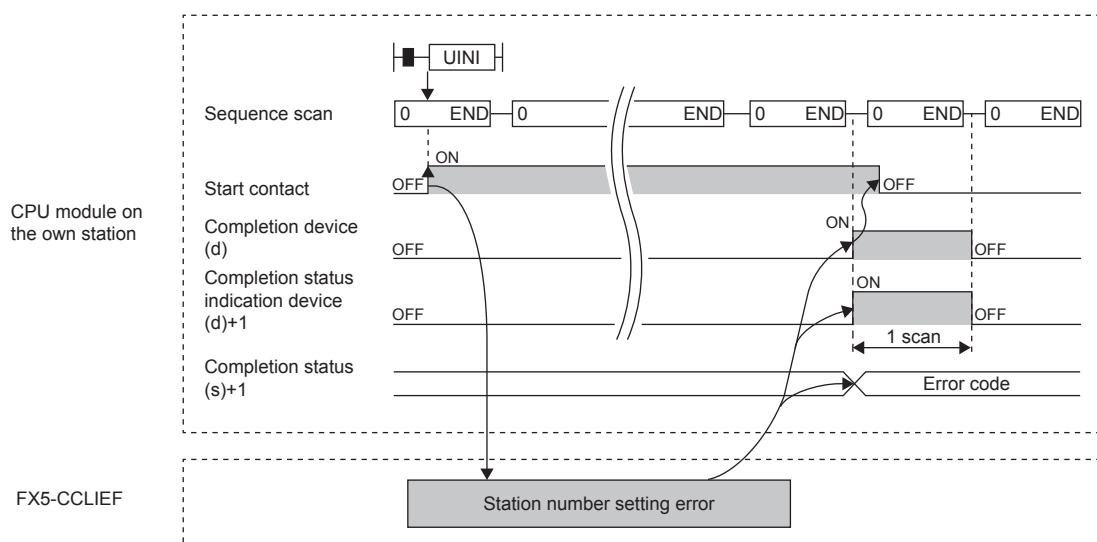 UINI
Sequence scan
0 END 0 END 0 END 0 END 0 END
ON
Start contact
OFF OFF
CPU module on
the own station
Completion device
(d)
ON
OFF OFF
Completion status
indication device
(d)+1
ON
OFF OFF
1 scan
Completion status
(s)+1
Error code
FX5-CCLIEF
Station number setting error